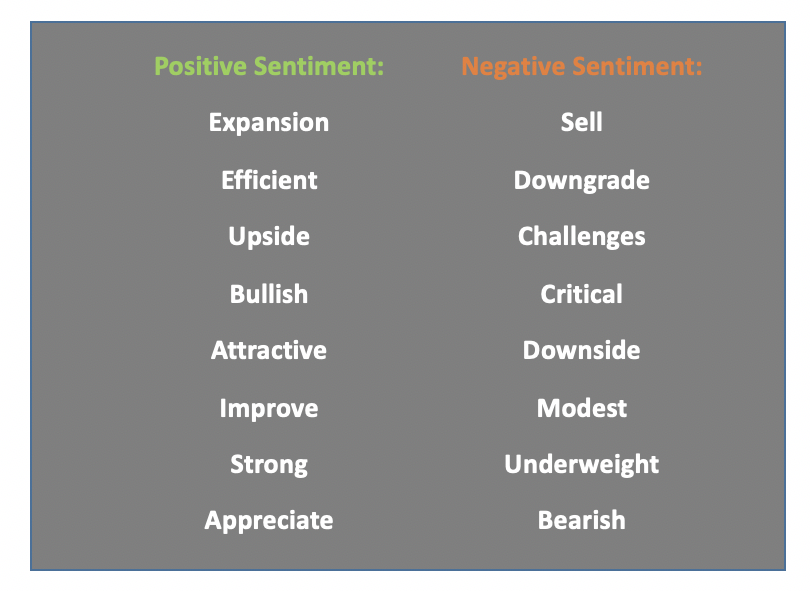 Positive Sentiment: Negative Sentiment:
Expansion Sell
Efficient Downgrade
Upside Challenges
Bullish Critical
Attractive Downside
Improve Modest
Strong Underweight
Appreciate Bearish